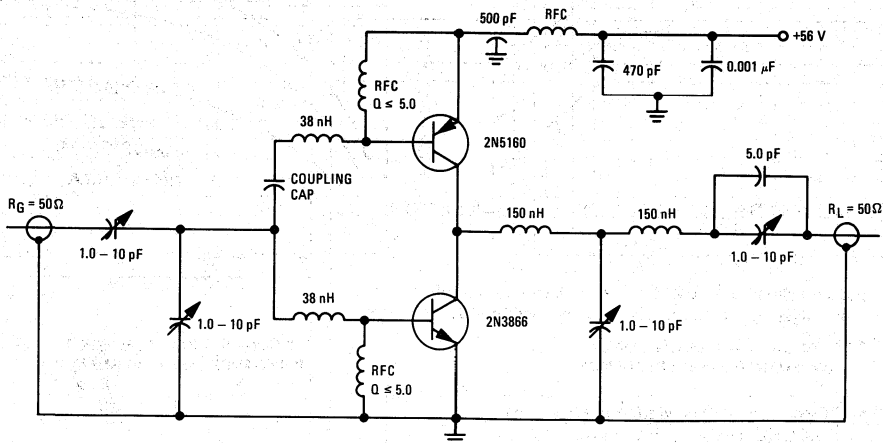 500 pF
RFC
+56 V
RFC
Q ≤ 5.0
470 pF
0.001 μF
38 nH
2N5160
COUPLING
CAP
5.0 pF
R_G = 50Ω
150 nH
150 nH
R_L = 50Ω
1.0 – 10 pF
1.0 – 10 pF
38 nH
2N3866
1.0 – 10 pF
1.0 – 10 pF
RFC
Q ≤ 5.0